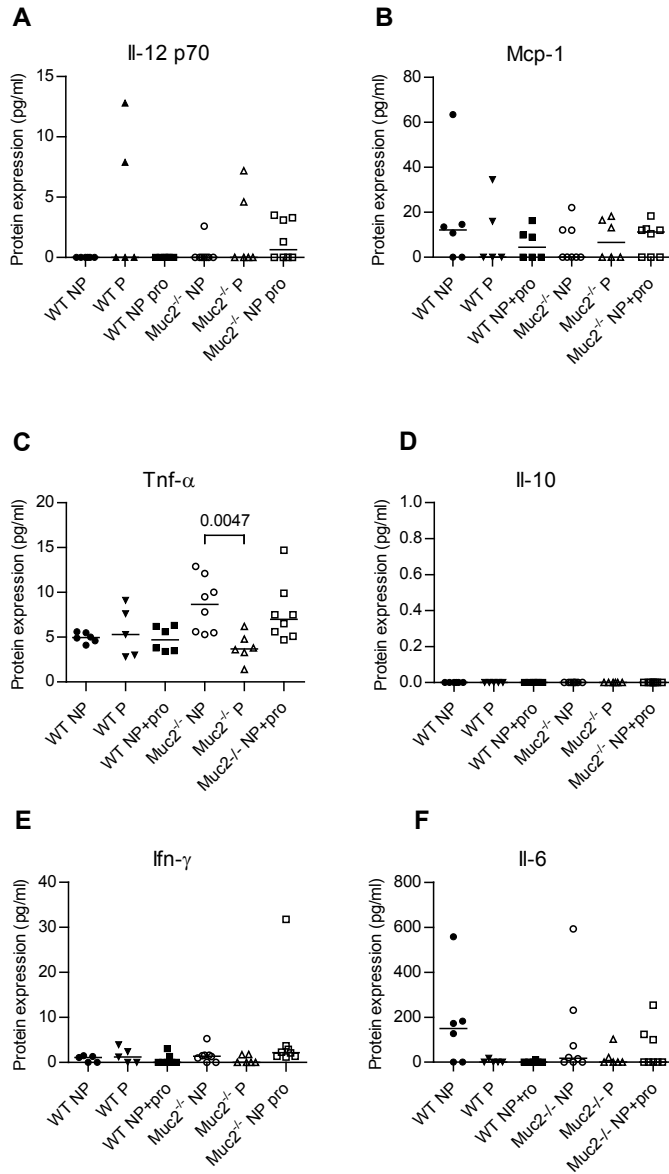 A
Il-12 p70
Protein expression (pg/ml)
15
10
5
0
WT NP
WT P
WT NP pro
Muc2-/- NP
Muc2-/- P
Muc2-/- NP pro
B
Mcp-1
Protein expression (pg/ml)
80
60
40
20
0
WT NP
WT P
WT NP+pro
Muc2-/- NP
Muc2-/- P
Muc2-/- NP+pro
C
Tnf-α
Protein expression (pg/ml)
20
15
10
5
0
0.0047
WT NP
WT P
WT NP+pro
Muc2-/- NP
Muc2-/- P
Muc2-/- NP+pro
D
Il-10
Protein expression (pg/ml)
1.0
0.8
0.6
0.4
0.2
0.0
WT NP
WT P
WT NP+pro
Muc2-/- NP
Muc2-/- P
Muc2-/- NP+pro
E
Ifn-γ
Protein expression (pg/ml)
40
30
20
10
0
WT NP
WT P
WT NP+pro
Muc2-/- NP
Muc2-/- P
Muc2-/- NP pro
F
Il-6
Protein expression (pg/ml)
800
600
400
200
0
WT NP
WT P
WT NP+ro
Muc2-/- NP
Muc2-/- P
Muc2-/- NP+pro